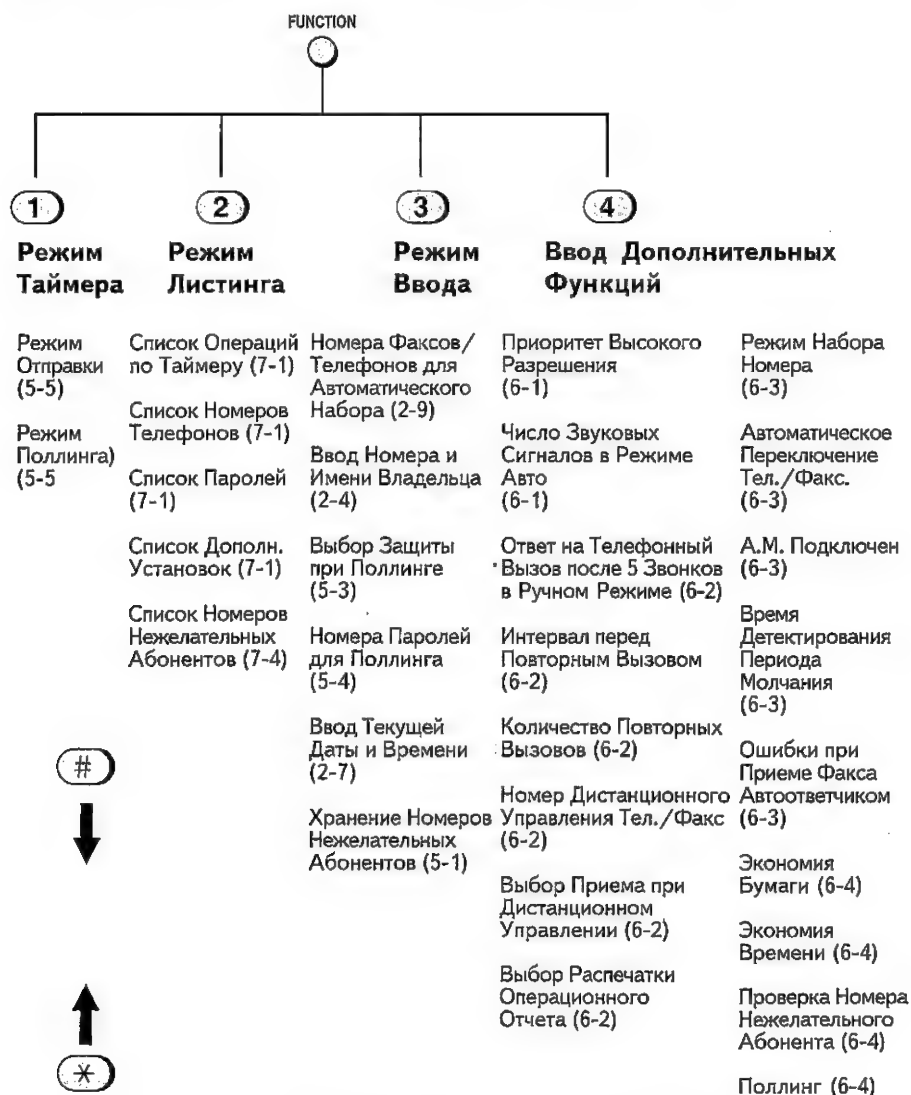 FUNCTION
1
2
3
4
Режим
Таймера
Режим
Листинга
Режим
Ввода
Ввод Дополнительных
Функций
Режим
Отправки
(5-5)
Режим
Поллинга)
(5-5
Список Операций
по Таймеру (7-1)
Список Номеров
Телефонов (7-1)
Список Паролей
(7-1)
Список Дополн.
Установок (7-1)
Список Номеров
Нежелательных
Абонентов (7-4)
Номера Факсов/
Телефонов для
Автоматического
Набора (2-9)
Ввод Номера и
Имени Владельца
(2-4)
Выбор Защиты
при Поллинге
(5-3)
Номера Паролей
для Поллинга
(5-4)
Ввод Текущей
Даты и Времени
(2-7)
Хранение Номеров
Нежелательных
Абонентов (5-1)
Приоритет Высокого
Разрешения
(6-1)
Число Звуковых
Сигналов в Режиме
Авто
(6-1)
Ответ на Телефонный
Вызов после 5 Звонков
в Ручном Режиме (6-2)
Интервал перед
Повторным Вызовом
(6-2)
Количество Повторных
Вызовов (6-2)
Номер Дистанционного
Управления Тел./Факс
(6-2)
Выбор Приема при
Дистанционном
Управлении (6-2)
Выбор Распечатки
Операционного
Отчета (6-2)
Режим Набора
Номера
(6-3)
Автоматическое
Переключение
Тел./Факс.
(6-3)
А.М. Подключен
(6-3)
Время
Детектирования
Периода
Молчания
(6-3)
Ошибки при
Приеме Факса
Автоответчиком
(6-3)
Экономия
Бумаги (6-4)
Экономия
Времени (6-4)
Проверка Номера
Нежелательного
Абонента (6-4)
Поллинг (6-4)
#
*